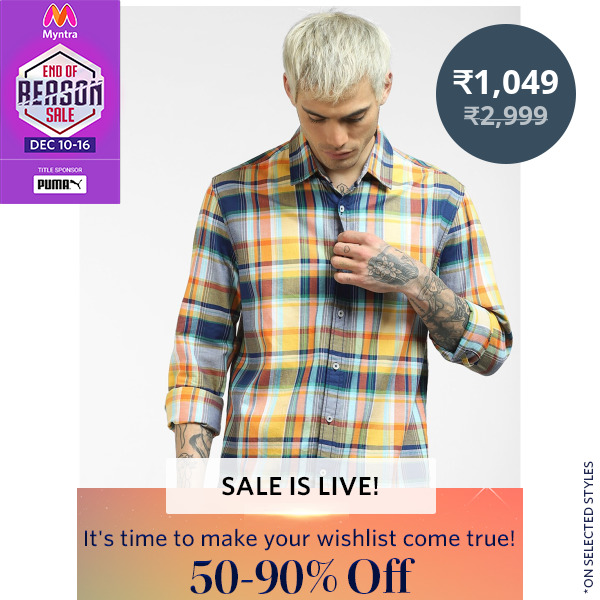 Myntra
END OF
REASON
SALE
DEC 10-16
TITLE SPONSOR
PUMA
₹1,049
₹2,999
SALE IS LIVE!
It's time to make your wishlist come true!
50-90% Off
*ON SELECTED STYLES